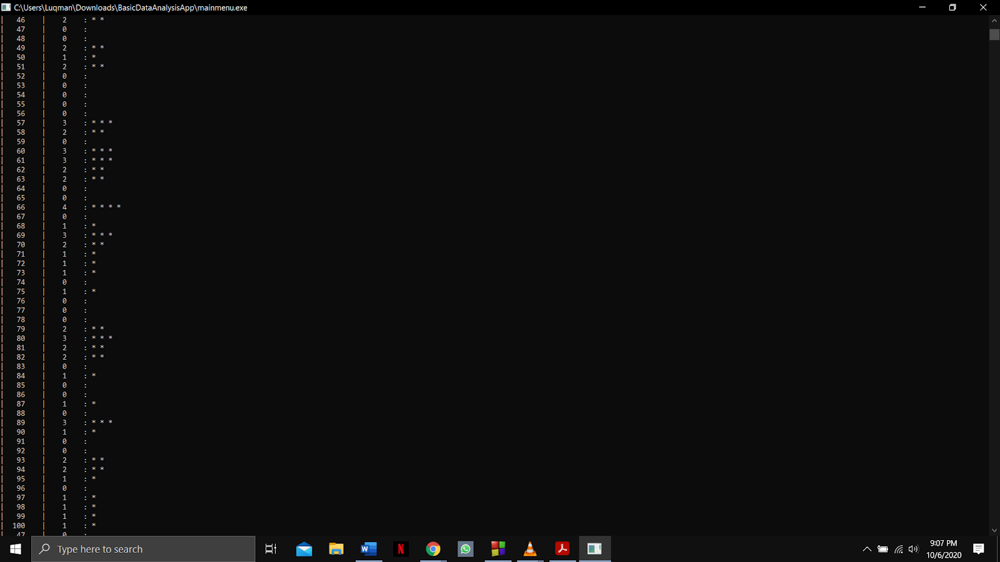 C:\Users\Luqman\Downloads\BasicDataAnalysisApp\mainmenu.exe
| 46 | 2 : * *
| 47 | 0 :
| 48 | 0 :
| 49 | 2 : * *
| 50 | 1 : *
| 51 | 2 : * *
| 52 | 0 :
| 53 | 0 :
| 54 | 0 :
| 55 | 0 :
| 56 | 0 :
| 57 | 3 : * * *
| 58 | 2 : * *
| 59 | 0 :
| 60 | 3 : * * *
| 61 | 3 : * * *
| 62 | 2 : * *
| 63 | 2 : * *
| 64 | 0 :
| 65 | 0 :
| 66 | 4 : * * * *
| 67 | 0 :
| 68 | 1 : *
| 69 | 3 : * * *
| 70 | 2 : * *
| 71 | 1 : *
| 72 | 1 : *
| 73 | 1 : *
| 74 | 0 :
| 75 | 1 : *
| 76 | 0 :
| 77 | 0 :
| 78 | 0 :
| 79 | 2 : * *
| 80 | 3 : * * *
| 81 | 2 : * *
| 82 | 2 : * *
| 83 | 0 :
| 84 | 1 : *
| 85 | 0 :
| 86 | 0 :
| 87 | 1 : *
| 88 | 0 :
| 89 | 3 : * * *
| 90 | 1 : *
| 91 | 0 :
| 92 | 0 :
| 93 | 2 : * *
| 94 | 2 : * *
| 95 | 1 : *
| 96 | 0 :
| 97 | 1 : *
| 98 | 1 : *
| 99 | 1 : *
| 100 | 1 : *
| 47 | 0 :
Type here to search
9:07 PM
10/6/2020